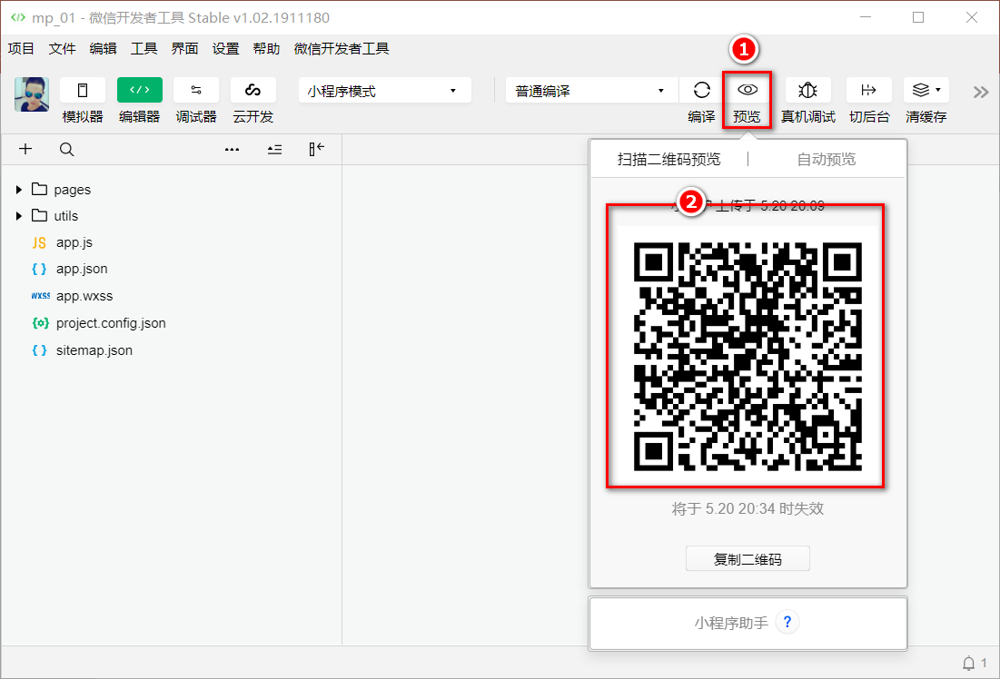 mp_01 - 微信开发者工具 Stable v1.02.1911180
项目 文件 编辑 工具 界面 设置 帮助 微信开发者工具
1
小程序模式 普通编译
模拟器 编辑器 调试器 云开发 编译 预览 真机调试 切后台 清缓存
扫描二维码预览 自动预览
2
上传于 5.20 20:09
pages
utils
JS app.js
{ } app.json
WXSS app.wxss
project.config.json
{ } sitemap.json
将于 5.20 20:34 时失效
复制二维码
小程序助手 ?
1